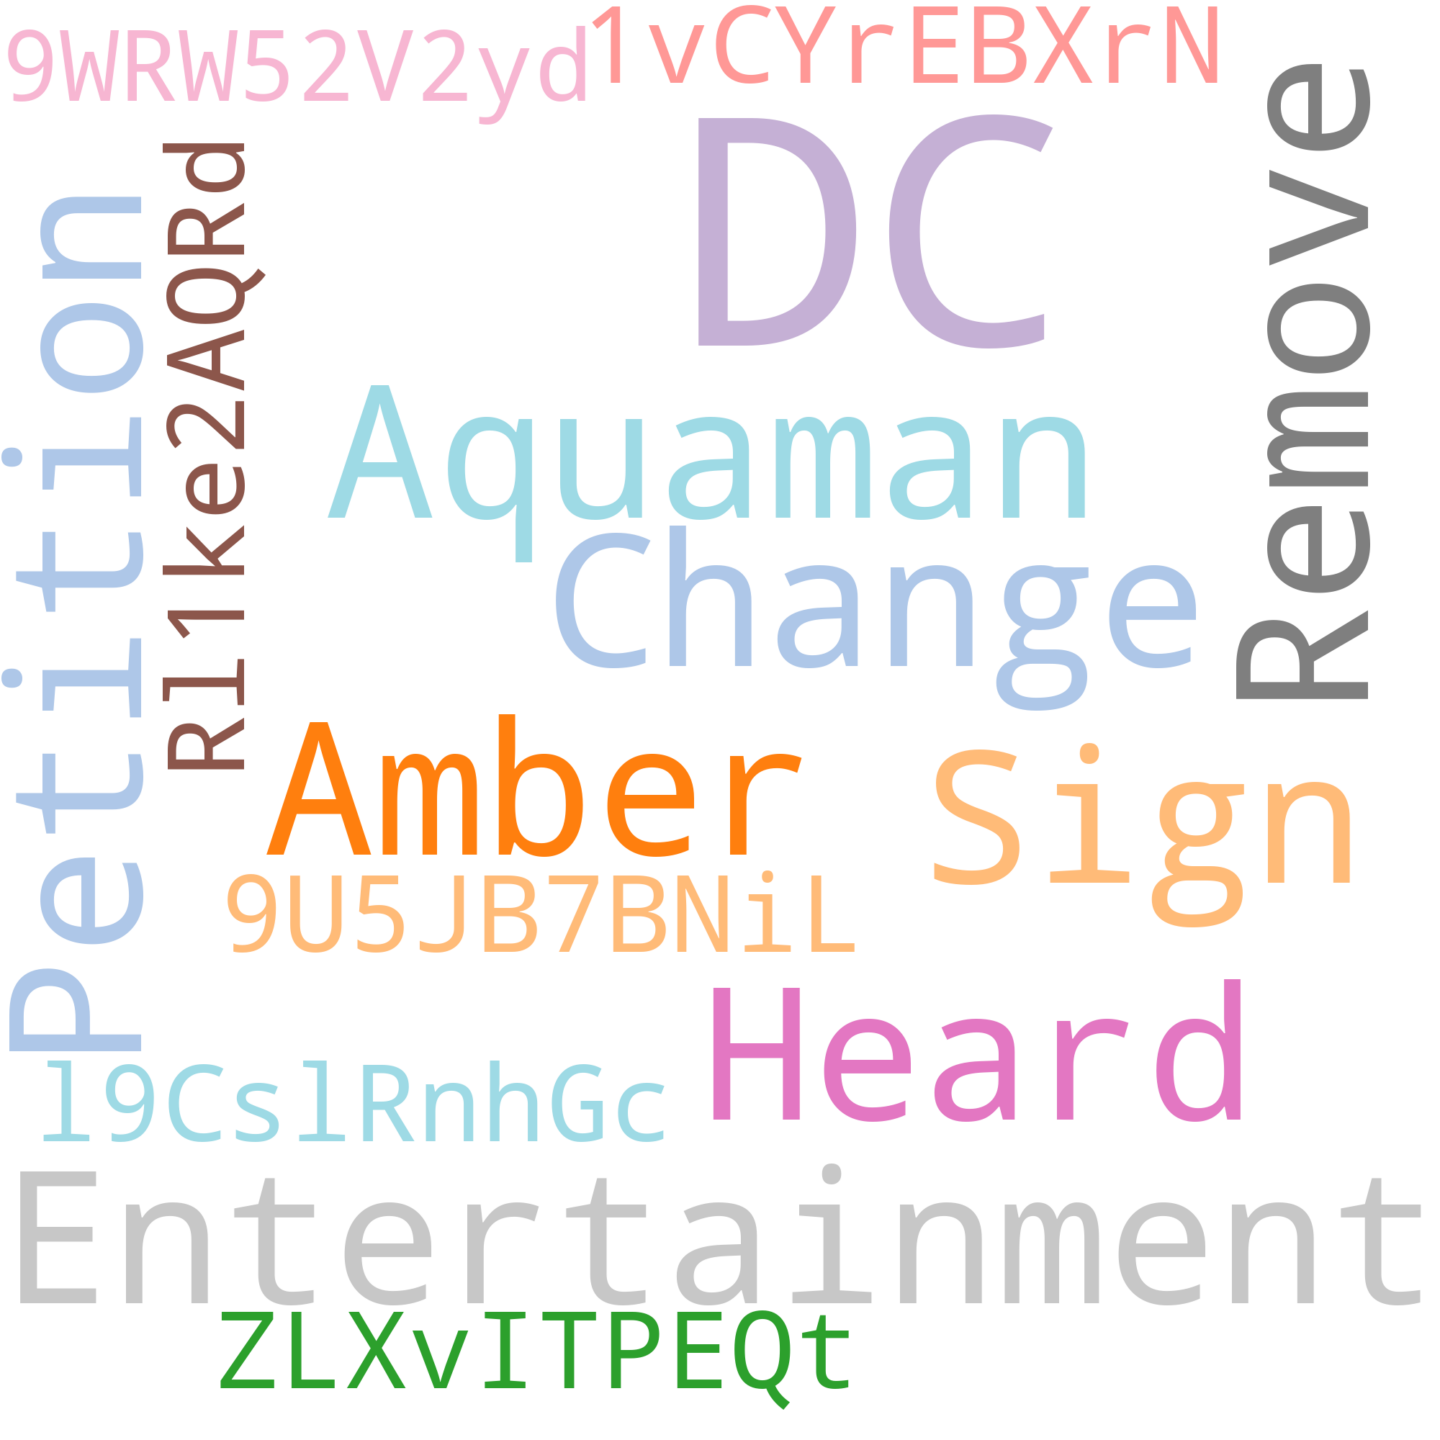 9WRW52V2yd
1vCYrEBXrN
DC
Remove
Petition
Rl1ke2AQRd
Aquaman
Change
Amber
Sign
9U5JB7BNiL
Heard
l9CslRnhGc
Entertainment
ZLXvITPEQt